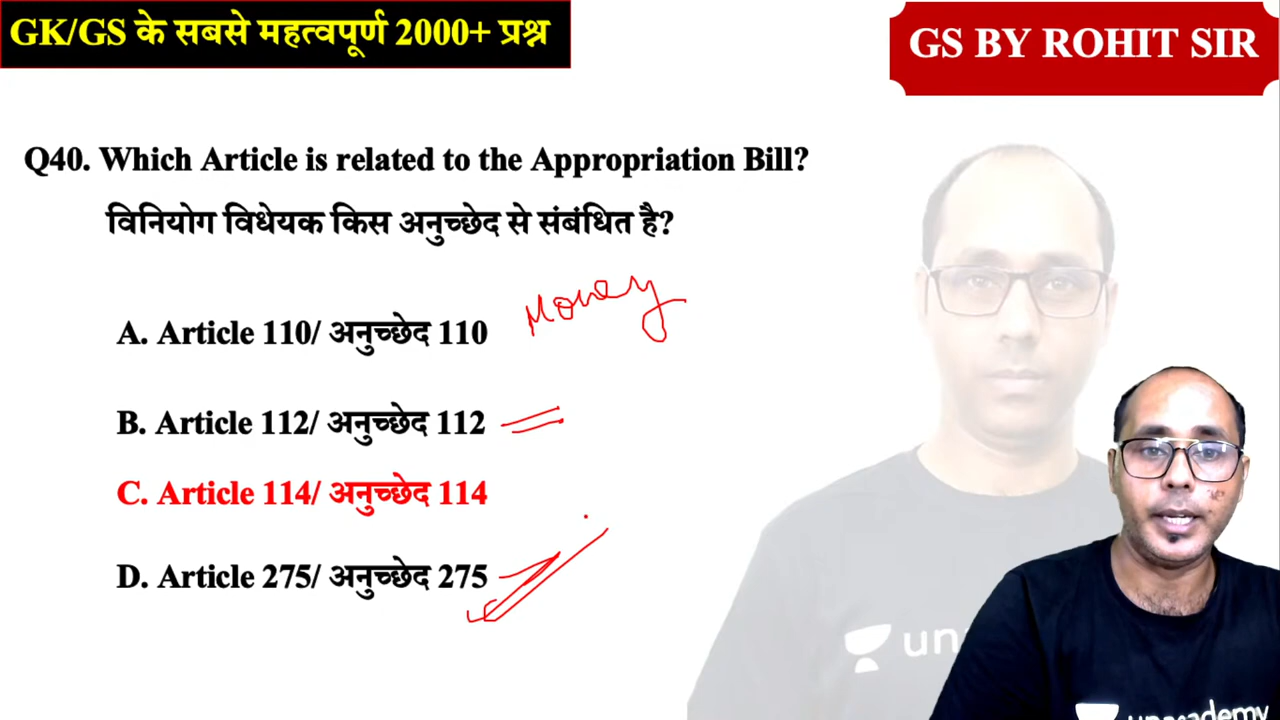 GK/GS के सबसे महत्वपूर्ण 2000+ प्रश्न
GS BY ROHIT SIR
Q40. Which Article is related to the Appropriation Bill?
विनियोग विधेयक किस अनुच्छेद से संबंधित है?
Money
A. Article 110/ अनुच्छेद 110
B. Article 112/ अनुच्छेद 112
C. Article 114/ अनुच्छेद 114
D. Article 275/ अनुच्छेद 275
una
unacademy